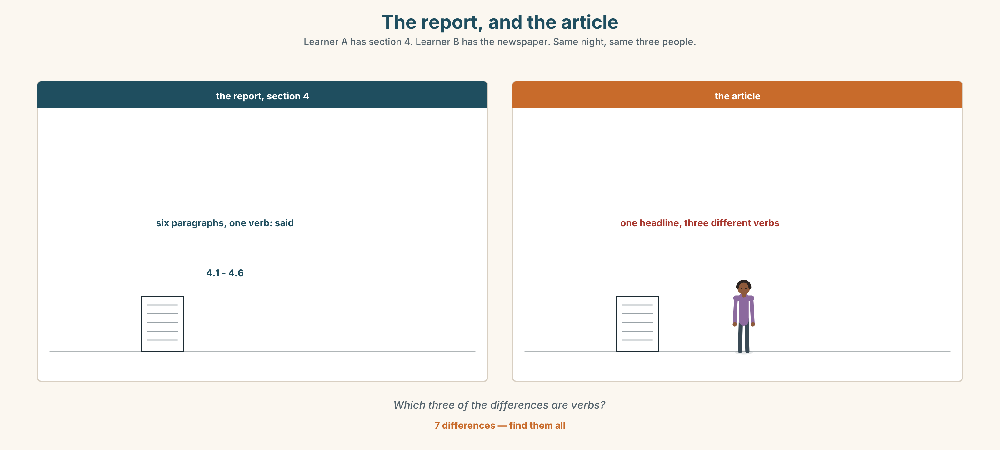 The report, and the article
Learner A has section 4. Learner B has the newspaper. Same night, same three people.
the report, section 4
six paragraphs, one verb: said
4.1 - 4.6
the article
one headline, three different verbs
Which three of the differences are verbs?
7 differences — find them all